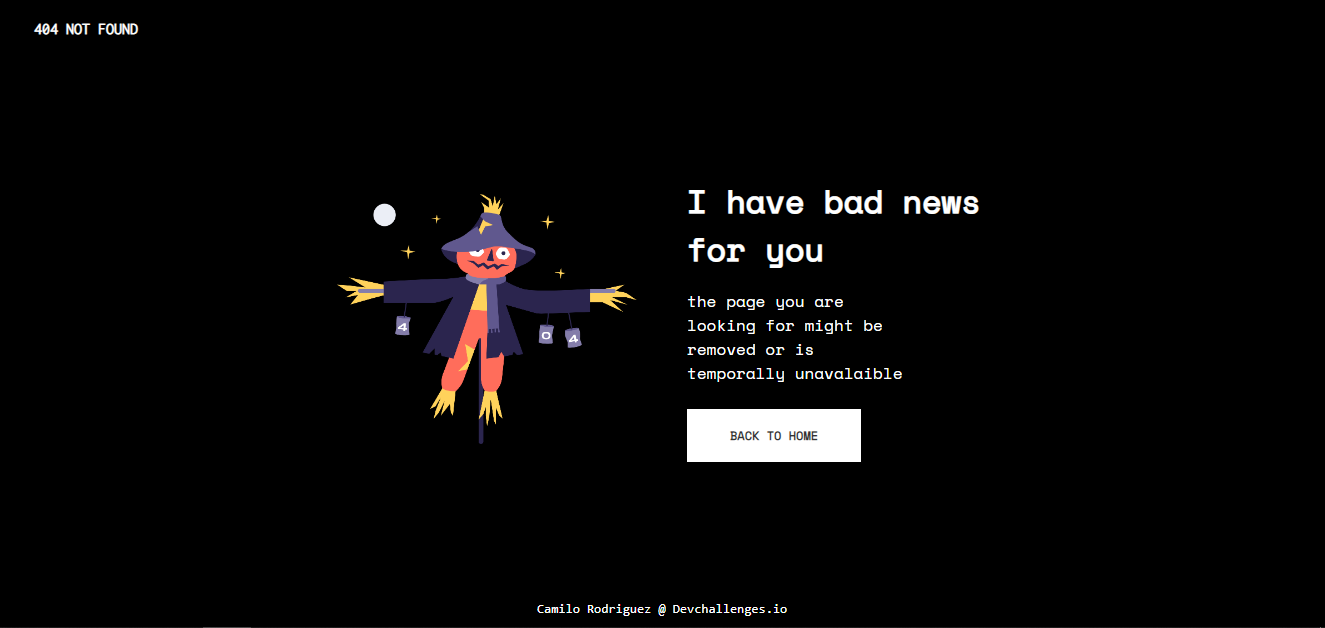 404 NOT FOUND
I have bad news
for you
the page you are
looking for might be
removed or is
temporally unavalaible
4
0
4
BACK TO HOME
Camilo Rodriguez @ Devchallenges.io